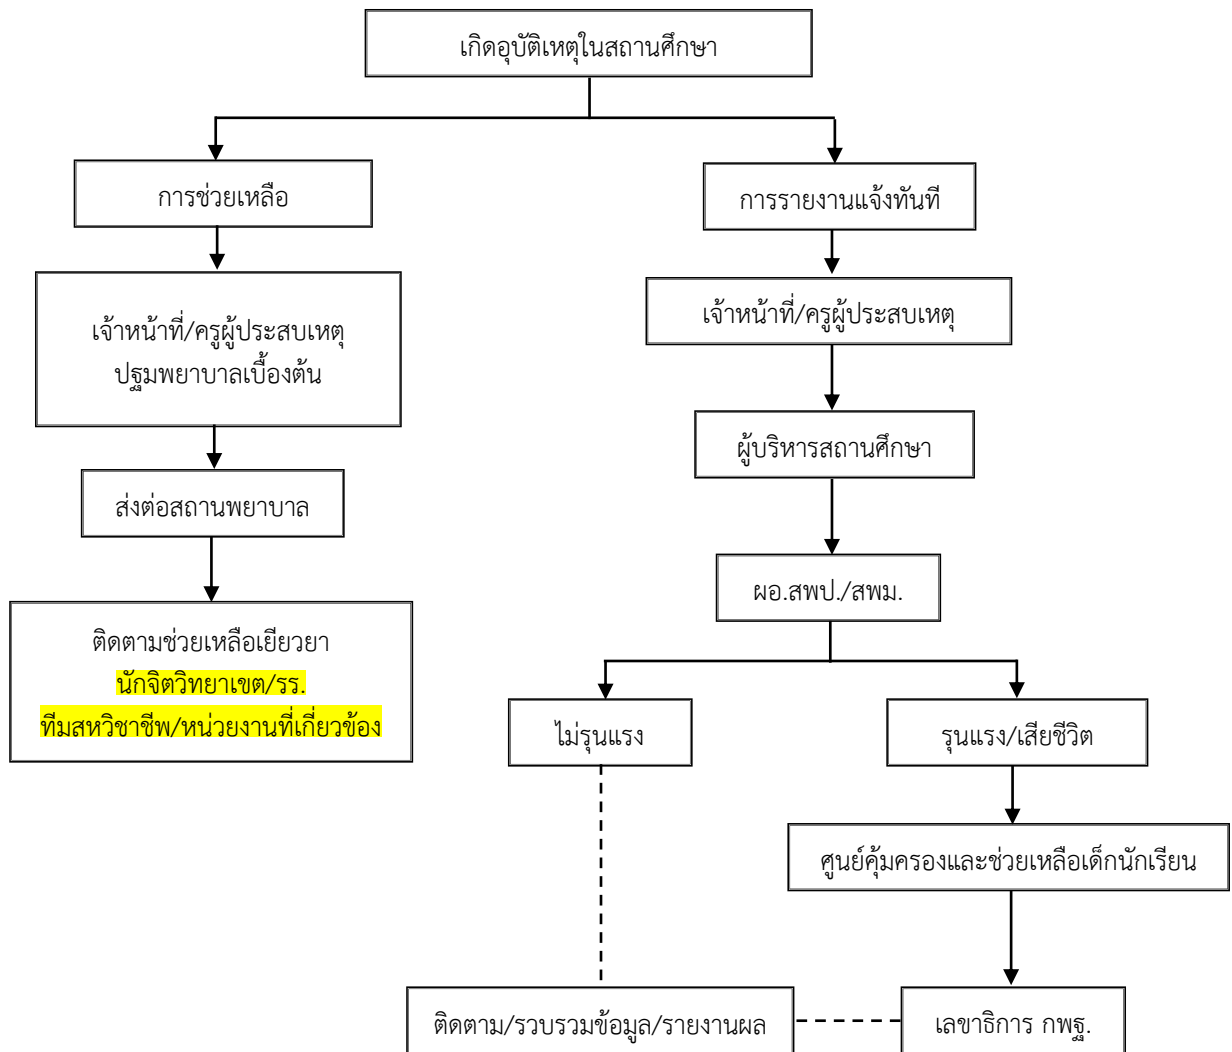 เกิดอุบัติเหตุในสถานศึกษา
การช่วยเหลือ
การรายงานแจ้งทันที
เจ้าหน้าที่/ครูผู้ประสบเหตุ
ปฐมพยาบาลเบื้องต้น
เจ้าหน้าที่/ครูผู้ประสบเหตุ
ผู้บริหารสถานศึกษา
ส่งต่อสถานพยาบาล
ผอ.สพป./สพม.
ติดตามช่วยเหลือเยียวยา
นักจิตวิทยาเขต/รร.
ทีมสหวิชาชีพ/หน่วยงานที่เกี่ยวข้อง
ไม่รุนแรง
รุนแรง/เสียชีวิต
ศูนย์คุ้มครองและช่วยเหลือเด็กนักเรียน
ติดตาม/รวบรวมข้อมูล/รายงานผล
เลขาธิการ กพฐ.